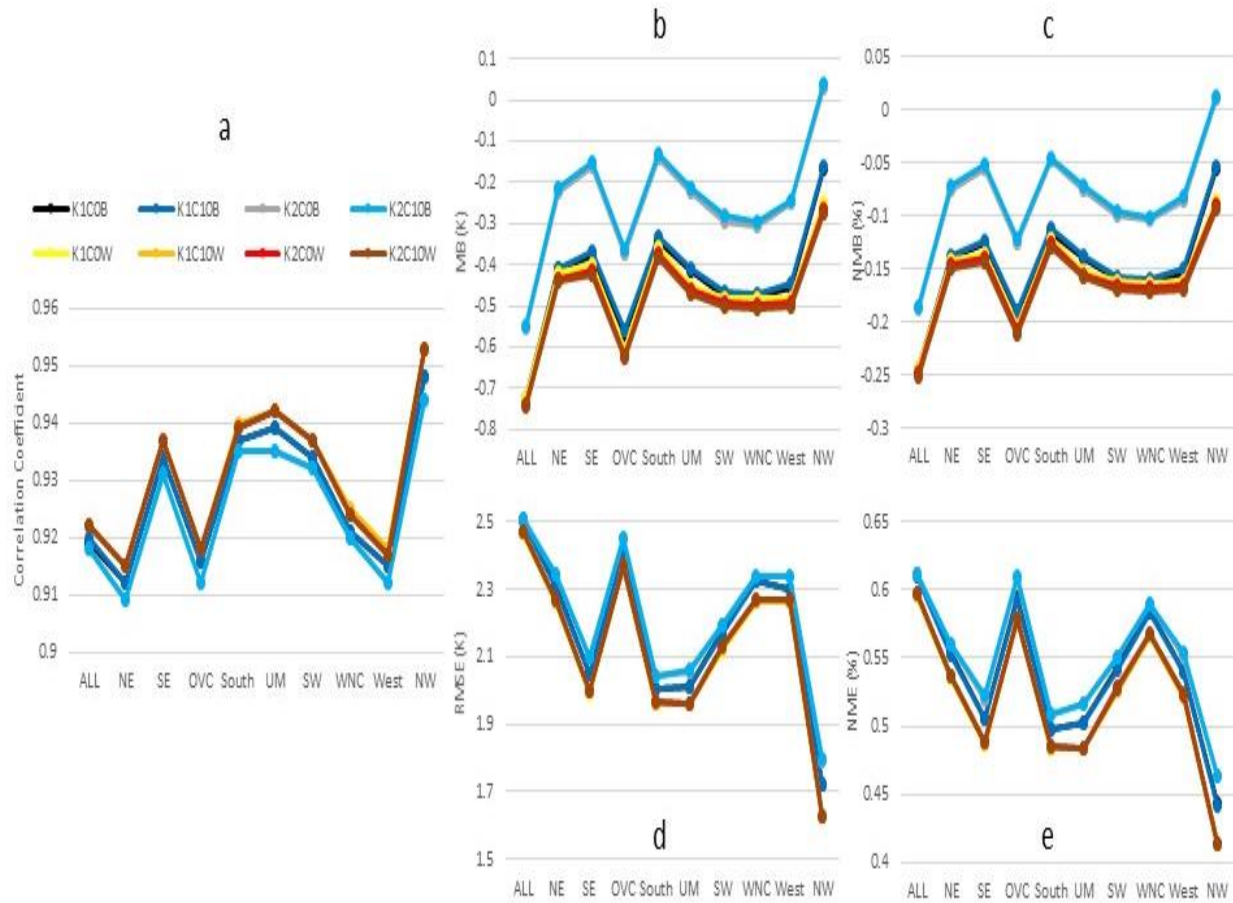 a
K1C0B K1C10B K2C0B K2C10B
K1C0W K1C10W K2C0W K2C10W
Correlation Coefficient
0.96
0.95
0.94
0.93
0.92
0.91
0.9
ALL NE SE OVC South UM SW WNC West NW
b
MB (K)
0.1
0
-0.1
-0.2
-0.3
-0.4
-0.5
-0.6
-0.7
-0.8
ALL NE SE OVC South UM SW WNC West NW
c
NMB (%)
0.05
0
-0.05
-0.1
-0.15
-0.2
-0.25
-0.3
ALL NE SE OVC South UM SW WNC West NW
d
RMSE (K)
2.5
2.3
2.1
1.9
1.7
1.5
ALL NE SE OVC South UM SW WNC West NW
e
NME (%)
0.65
0.6
0.55
0.5
0.45
0.4
ALL NE SE OVC South UM SW WNC West NW